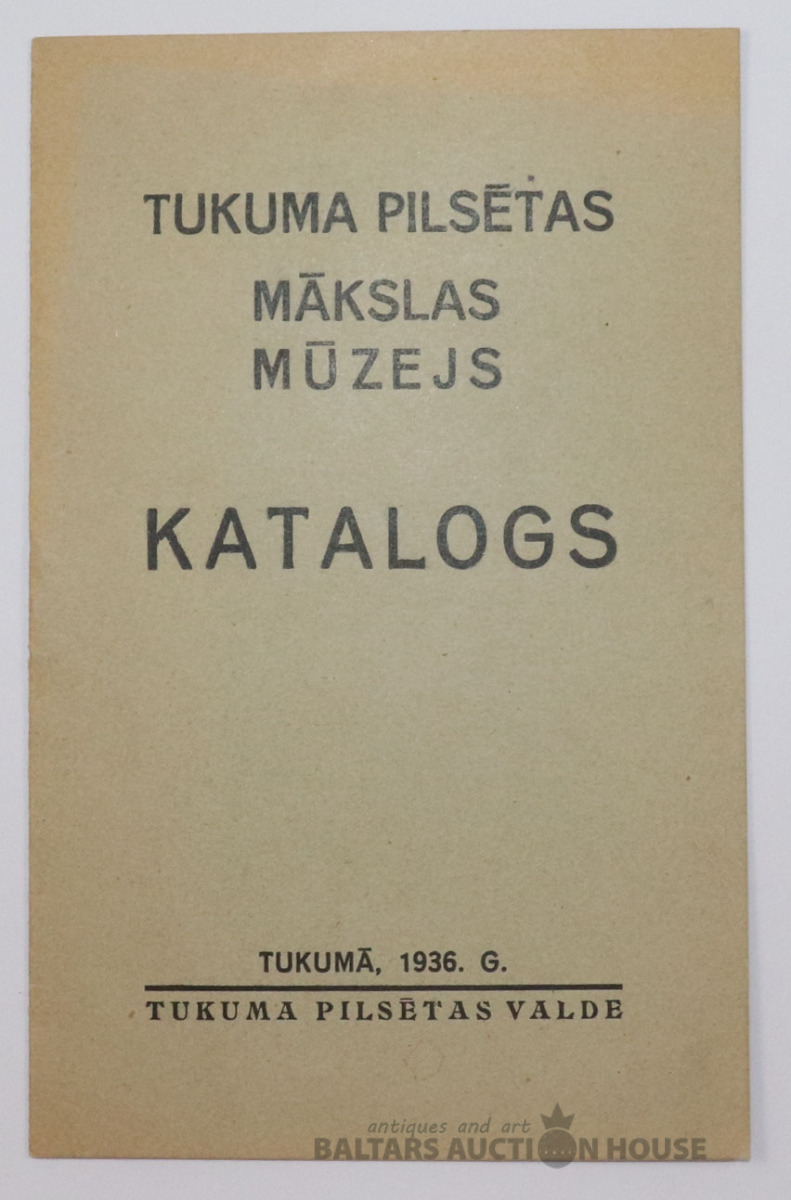 TUKUMA PILSĒTAS
MĀKSLAS
MŪZEJS
KATALOGS
TUKUMĀ, 1936. G.
TUKUMA PILSĒTAS VALDE
antiques and art
BALTARS AUCTION HOUSE